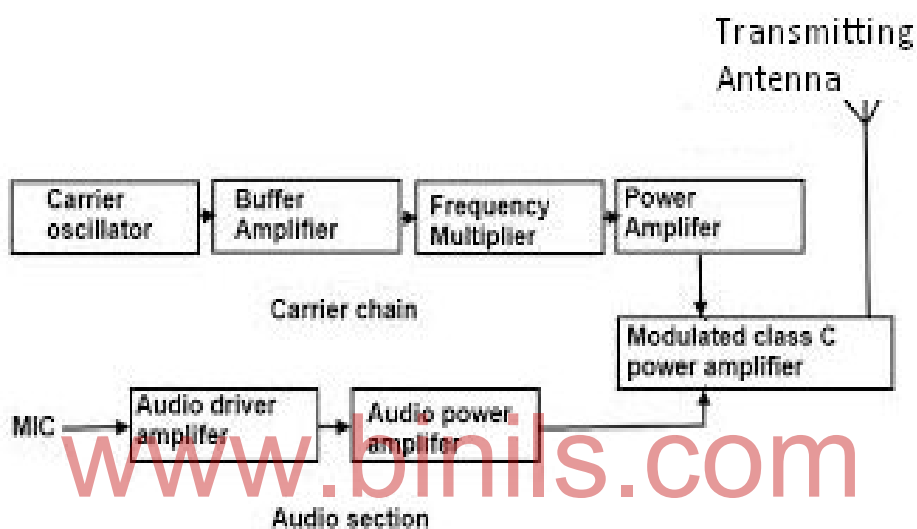 Transmitting
Antenna
Carrier
oscillator
Buffer
Amplifier
Frequency
Multiplier
Power
Amplifer
Carrier chain
Modulated class C
power amplifier
MIC
Audio driver
amplifer
Audio power
amplifer
www.binils.com
Audio section